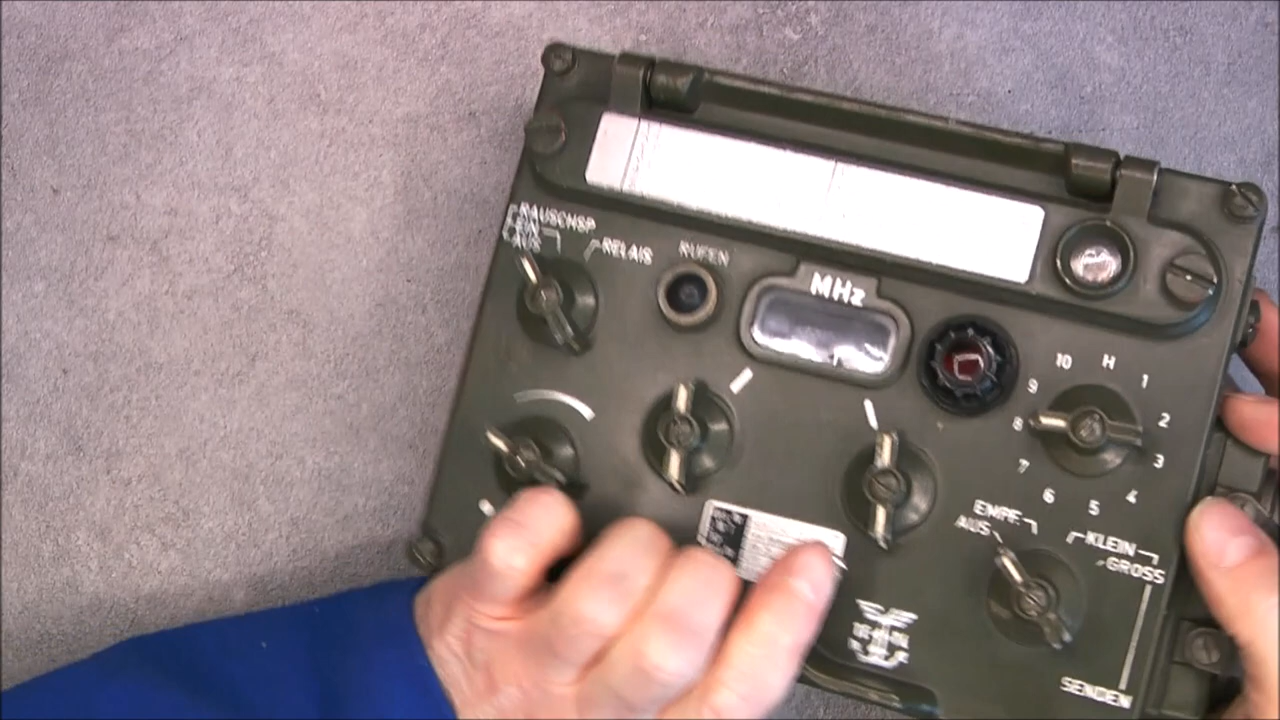 RAUSCHSP
EIN
AUS
RELAIS
RUFEN
MHz
10 H 1
9 2
8 3
7 4
6 5
EMPF.
AUS
KLEIN
GROSS
SENDEN